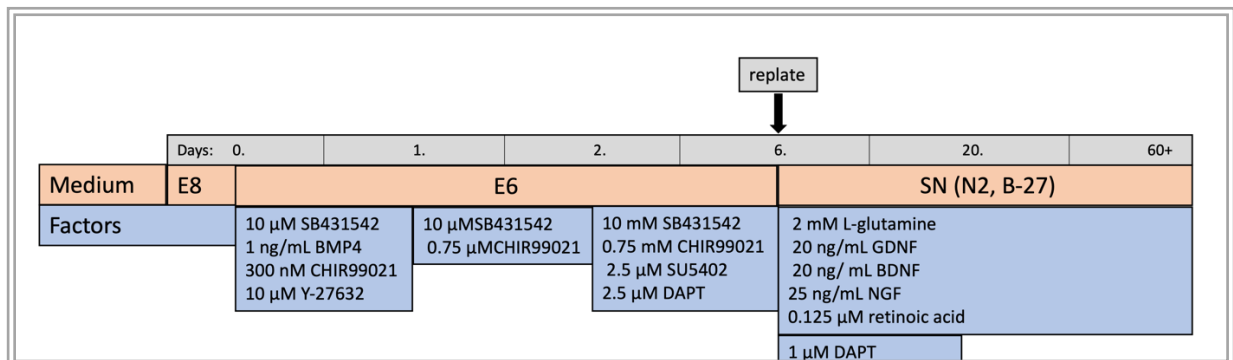 replate
Days: 0. 1. 2. 6. 20. 60+
Medium E8 E6 SN (N2, B-27)
Factors
10 µM SB431542
1 ng/mL BMP4
300 nM CHIR99021
10 µM Y-27632
10 µMSB431542
0.75 µMCHIR99021
10 mM SB431542
0.75 mM CHIR99021
2.5 µM SU5402
2.5 µM DAPT
2 mM L-glutamine
20 ng/mL GDNF
20 ng/ mL BDNF
25 ng/mL NGF
0.125 µM retinoic acid
1 µM DAPT